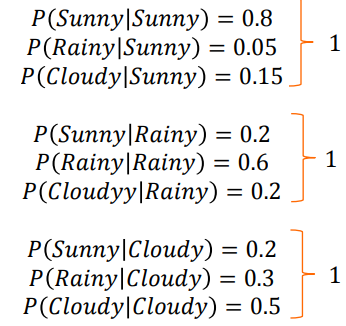 P(Sunny|Sunny) = 0.8
P(Rainy|Sunny) = 0.05 1
P(Cloudy|Sunny) = 0.15
P(Sunny|Rainy) = 0.2
P(Rainy|Rainy) = 0.6 1
P(Cloudyy|Rainy) = 0.2
P(Sunny|Cloudy) = 0.2
P(Rainy|Cloudy) = 0.3 1
P(Cloudy|Cloudy) = 0.5